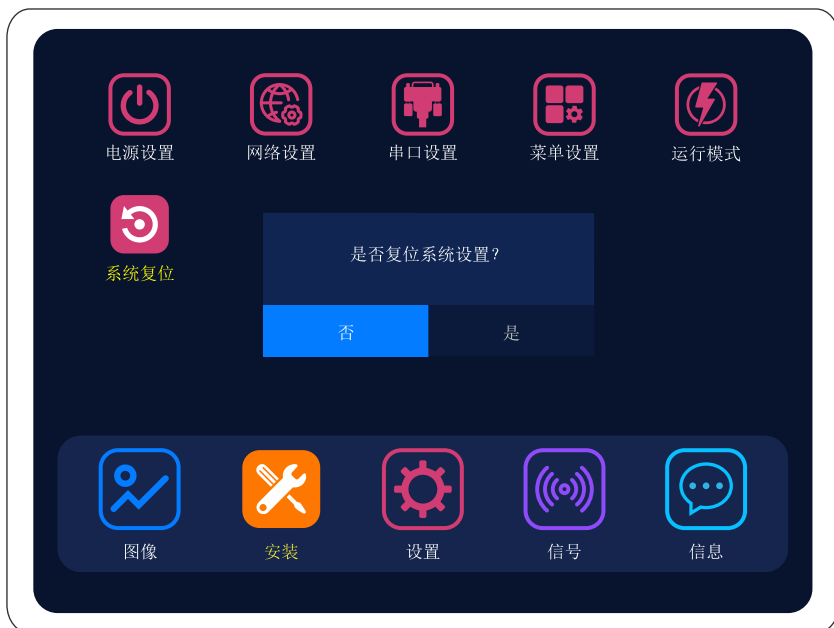 电源设置
网络设置
串口设置
菜单设置
运行模式
系统复位
是否复位系统设置？
否
是
图像
安装
设置
信号
信息